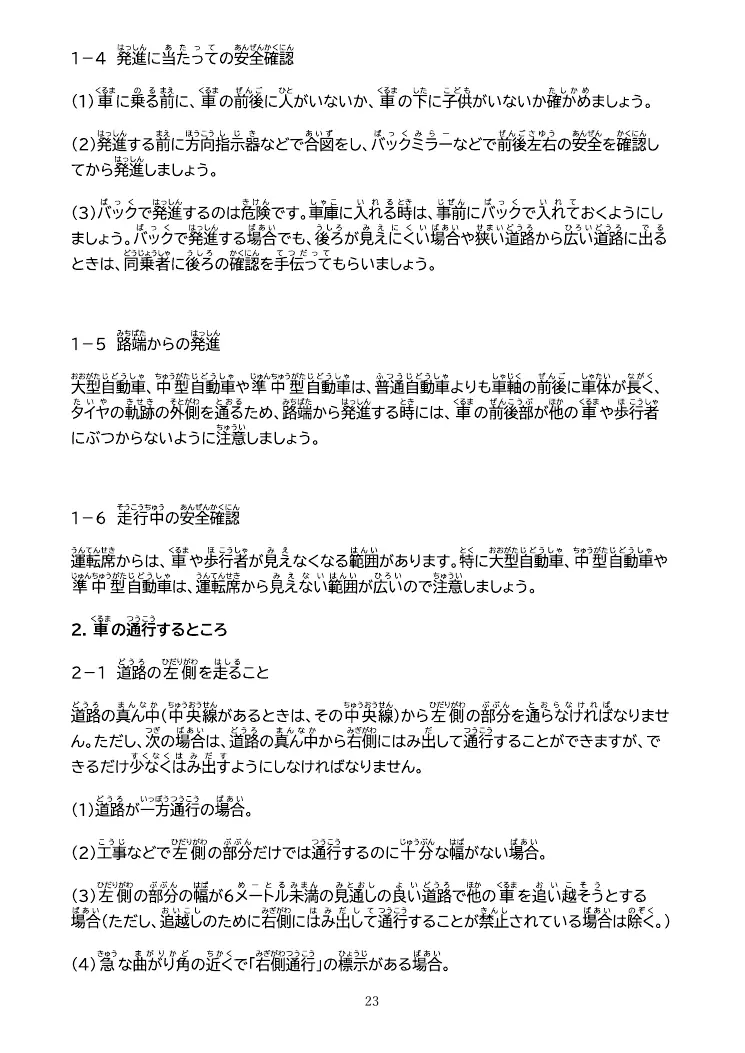 1－4 発進に当たっての安全確認
(1)車に乗る前に、車の前後に人がいないか、車の下に子供がいないか確かめましょう。
(2)発進する前に方向指示器などで合図をし、バックミラーなどで前後左右の安全を確認し
てから発進しましょう。
(3)バックで発進するのは危険です。車庫に入れる時は、事前にバックで入れておくようにし
ましょう。バックで発進する場合でも、後ろが見えにくい場合や狭い道路から広い道路に出る
ときは、同乗者に後ろの確認を手伝ってもらいましょう。
1－5 路端からの発進
大型自動車、中型自動車や準中型自動車は、普通自動車よりも車軸の前後に車体が長く、
タイヤの軌跡の外側を通るため、路端から発進する時には、車の前後部が他の車や歩行者
にぶつからないように注意しましょう。
1－6 走行中の安全確認
運転席からは、車や歩行者が見えなくなる範囲があります。特に大型自動車、中型自動車や
準中型自動車は、運転席から見えない範囲が広いので注意しましょう。
2. 車の通行するところ
2－1 道路の左側を走ること
道路の真ん中(中央線があるときは、その中央線)から左側の部分を通らなければなりませ
ん。ただし、次の場合は、道路の真ん中から右側にはみ出して通行することができますが、で
きるだけ少なくはみ出すようにしなければなりません。
(1)道路が一方通行の場合。
(2)工事などで左側の部分だけでは通行するのに十分な幅がない場合。
(3)左側の部分の幅が6メートル未満の見通しの良い道路で他の車を追い越そうとする
場合(ただし、追越しのために右側にはみ出して通行することが禁止されている場合は除く。)
(4)急な曲がり角の近くで「右側通行」の標示がある場合。
23